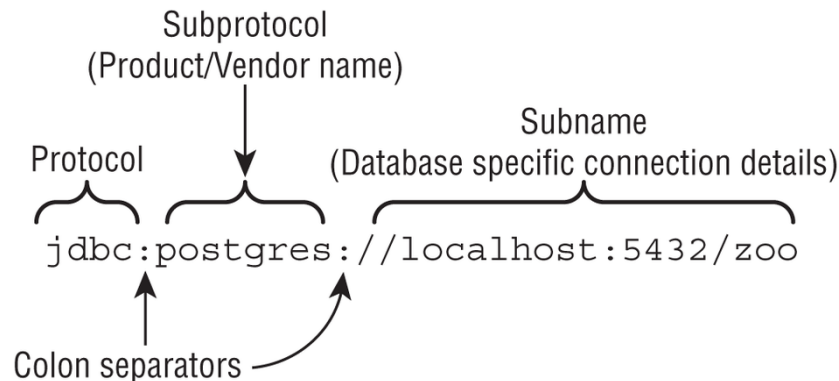 Subprotocol
(Product/Vendor name)
Subname
(Database specific connection details)
Protocol
jdbc:postgres://localhost:5432/zoo
Colon separators